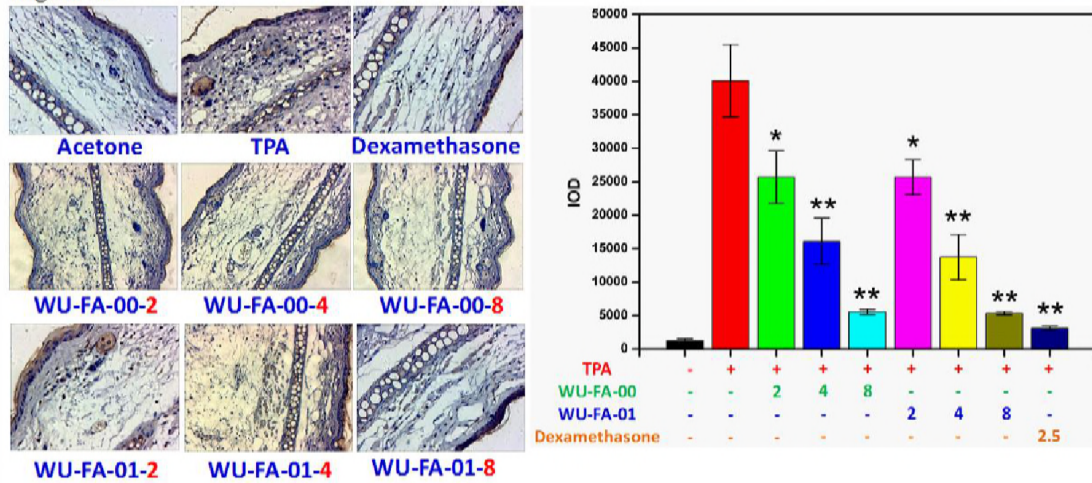 Acetone TPA Dexamethasone
WU-FA-00-2 WU-FA-00-4 WU-FA-00-8
WU-FA-01-2 WU-FA-01-4 WU-FA-01-8
50000
45000
40000
35000
30000
25000
20000
15000
10000
5000
0
IOD
* ** ** * ** ** **
TPA - + + + + + + + +
WU-FA-00 - - 2 4 8 - - - -
WU-FA-01 - - - - - 2 4 8 -
Dexamethasone - - - - - - - - 2.5